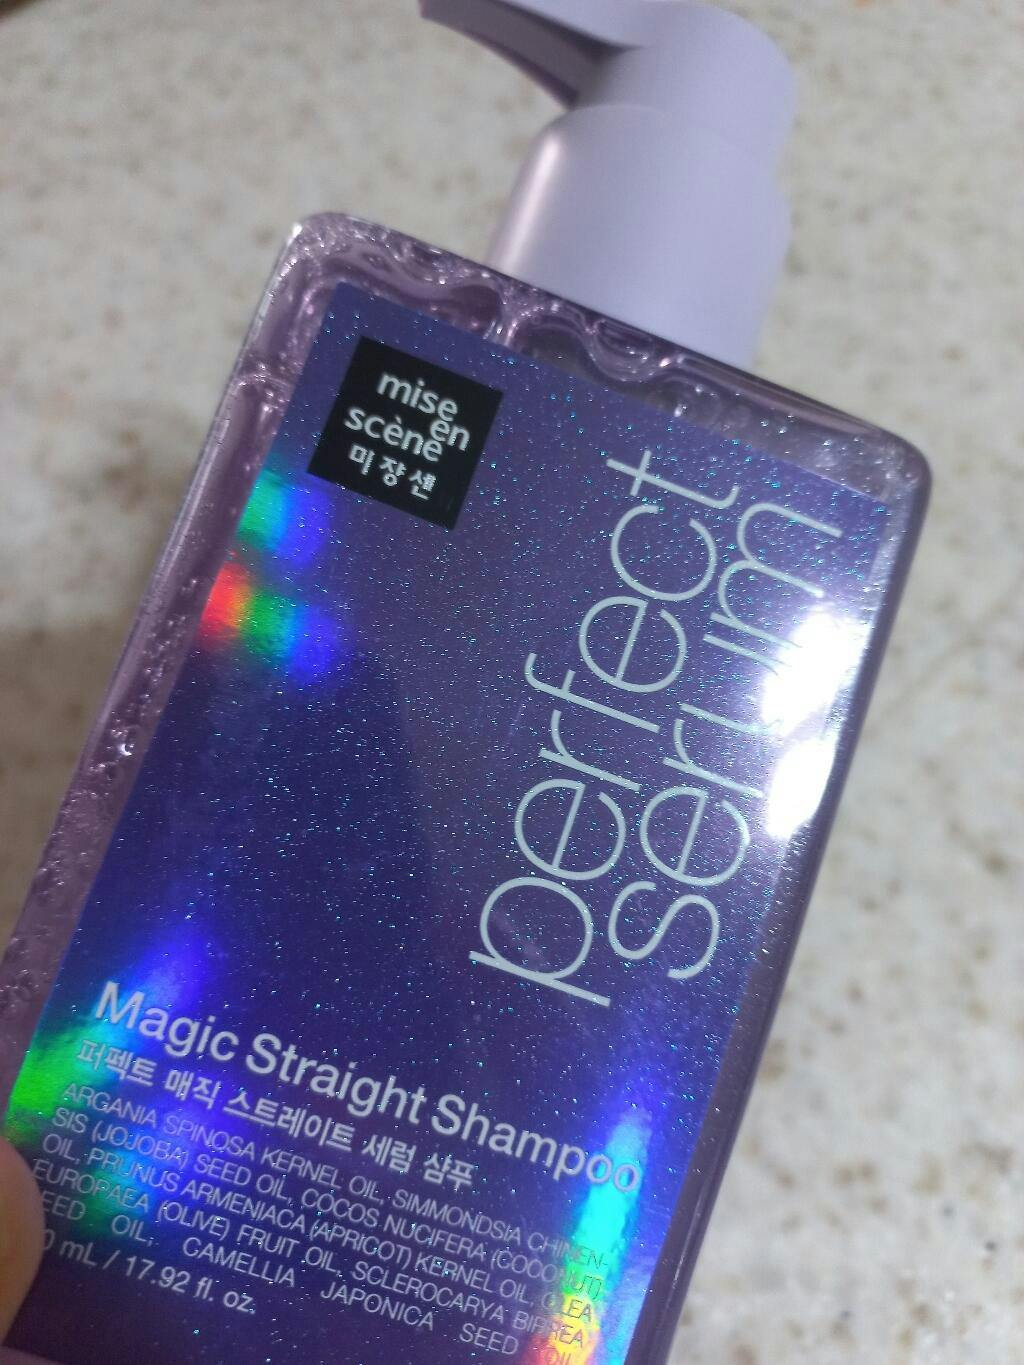 mise
en
scène
미쟝센
perfect
serum
Magic Straight Shampoo
퍼펙트 매직 스트레이트 세럼 샴푸
ARGANIA SPINOSA KERNEL OIL, SIMMONDSIA CHINEN-
SIS (JOJOBA) SEED OIL, COCOS NUCIFERA (COCONUT)
OIL, PRUNUS ARMENIACA (APRICOT) KERNEL OIL, OLEA
EUROPAEA (OLIVE) FRUIT OIL, SCLEROCARYA BIRREA
SEED OIL, CAMELLIA JAPONICA SEED OIL
mL / 17.92 fl. oz.